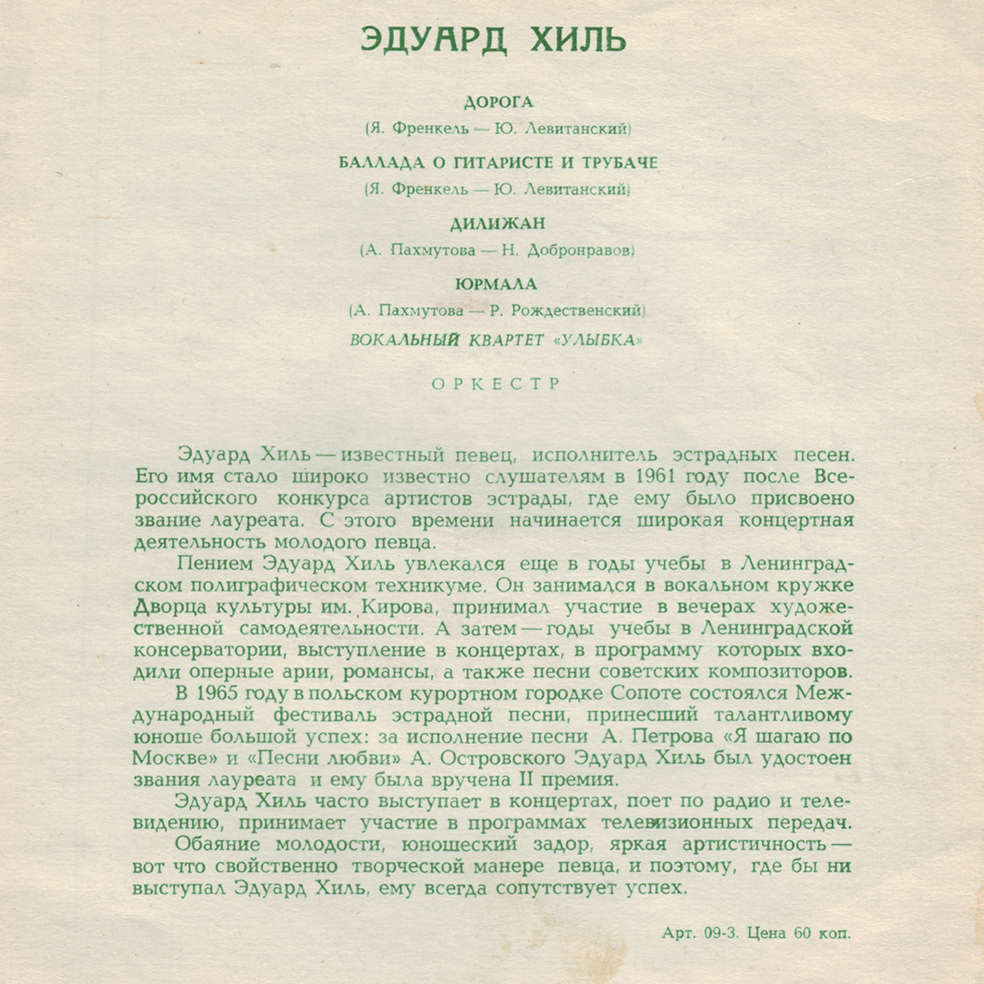 ЭДУАРД ХИЛЬ
ДОРОГА
(Я. Френкель — Ю. Левитанский)
БАЛЛАДА О ГИТАРИСТЕ И ТРУБАЧЕ
(Я. Френкель — Ю. Левитанский)
ДИЛИЖАН
(А. Пахмутова — Н. Добронравов)
ЮРМАЛА
(А. Пахмутова — Р. Рождественский)
ВОКАЛЬНЫЙ КВАРТЕТ «УЛЫБКА»
ОРКЕСТР
Эдуард Хиль — известный певец, исполнитель эстрадных песен.
Его имя стало широко известно слушателям в 1961 году после Все-
российского конкурса артистов эстрады, где ему было присвоено
звание лауреата. С этого времени начинается широкая концертная
деятельность молодого певца.
Пением Эдуард Хиль увлекался еще в годы учебы в Ленинград-
ском полиграфическом техникуме. Он занимался в вокальном кружке
Дворца культуры им. Кирова, принимал участие в вечерах художе-
ственной самодеятельности. А затем — годы учебы в Ленинградской
консерватории, выступление в концертах, в программу которых вхо-
дили оперные арии, романсы, а также песни советских композиторов.
В 1965 году в польском курортном городке Сопоте состоялся Меж-
дународный фестиваль эстрадной песни, принесший талантливому
юноше большой успех: за исполнение песни А. Петрова «Я шагаю по
Москве» и «Песни любви» А. Островского Эдуард Хиль был удостоен
звания лауреата и ему была вручена II премия.
Эдуард Хиль часто выступает в концертах, поет по радио и теле-
видению, принимает участие в программах телевизионных передач.
Обаяние молодости, юношеский задор, яркая артистичность —
вот что свойственно творческой манере певца, и поэтому, где бы ни
выступал Эдуард Хиль, ему всегда сопутствует успех.
Арт. 09-3. Цена 60 коп.